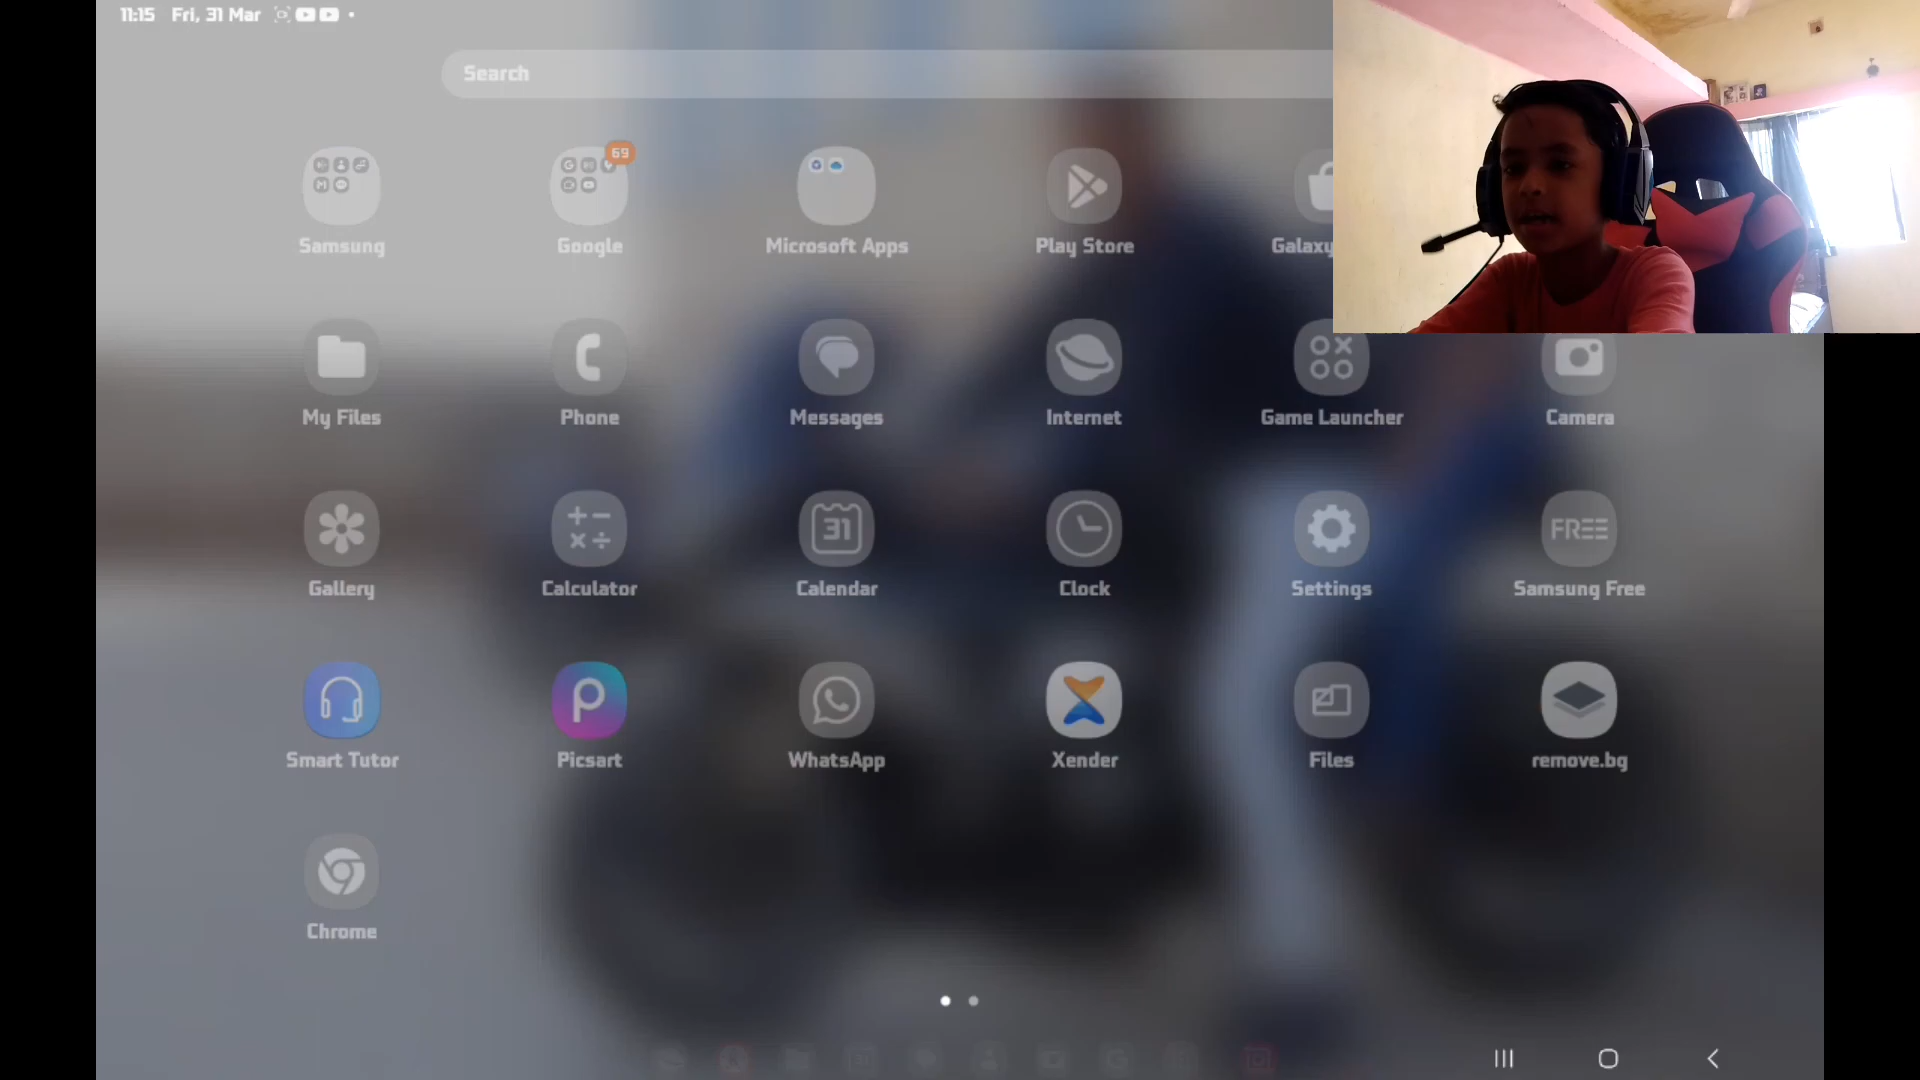 11:15 Fri, 31 Mar
Search
69
Samsung Google Microsoft Apps Play Store Galaxy
My Files Phone Messages Internet Game Launcher Camera
31
FREE
Gallery Calculator Calendar Clock Settings Samsung Free
Smart Tutor Picsart WhatsApp Xender Files remove.bg
Chrome